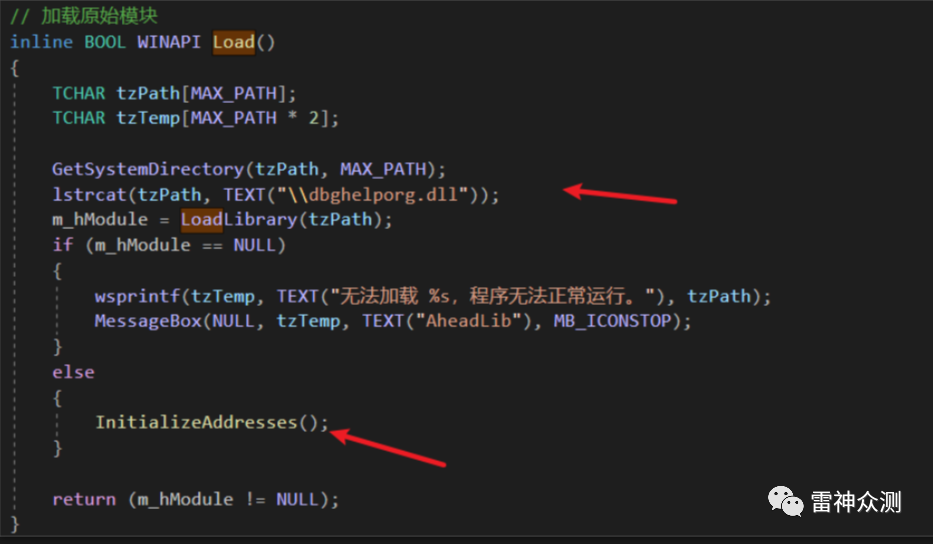 // 加载原始模块
inline BOOL WINAPI Load()
{
TCHAR tzPath[MAX_PATH];
TCHAR tzTemp[MAX_PATH * 2];
GetSystemDirectory(tzPath, MAX_PATH);
lstrcat(tzPath, TEXT("\\dbghelporg.dll"));
m_hModule = LoadLibrary(tzPath);
if (m_hModule == NULL)
{
wsprintf(tzTemp, TEXT("无法加载 %s，程序无法正常运行。"), tzPath);
MessageBox(NULL, tzTemp, TEXT("AheadLib"), MB_ICONSTOP);
}
else
{
InitializeAddresses();
}
return (m_hModule != NULL);
}
雷神众测